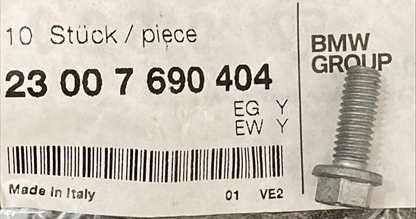 10 Stück / piece
BMW
GROUP
23 00 7 690 404
EG Y
EW Y
Made in Italy
01 VE2